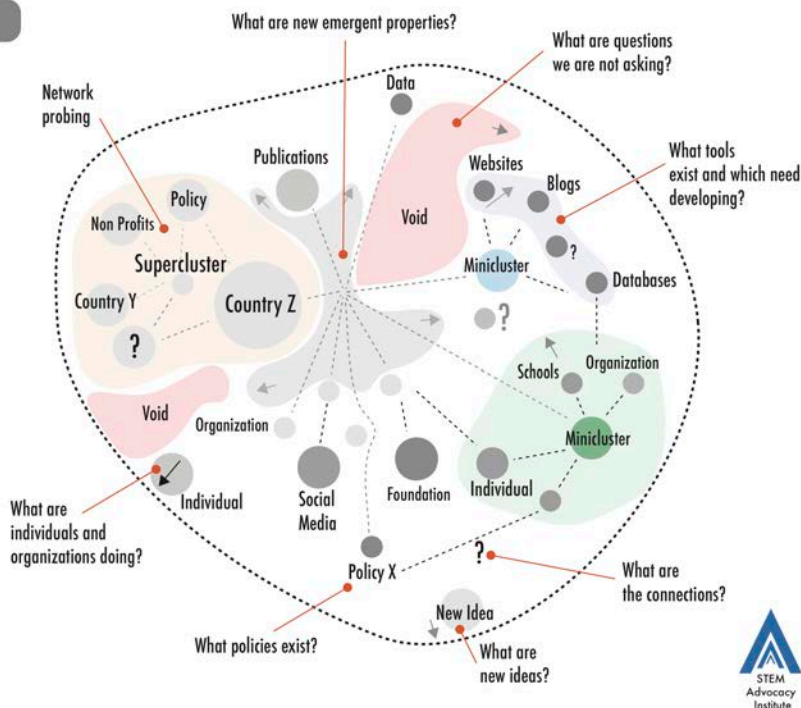 What are new emergent properties?
What are questions
we are not asking?
Data
Network
probing
Publications
Websites
Blogs
What tools
exist and which need
developing?
Policy
Non Profits
Void
?
Supercluster
Minicluster
Databases
Country Y
Country Z
?
?
Schools
Organization
Void
Organization
Minicluster
Individual
Social
Media
Foundation
Individual
What are
individuals and
organizations doing?
Policy X
?
What are
the connections?
New Idea
What policies exist?
What are
new ideas?
STEM
Advocacy
Institute